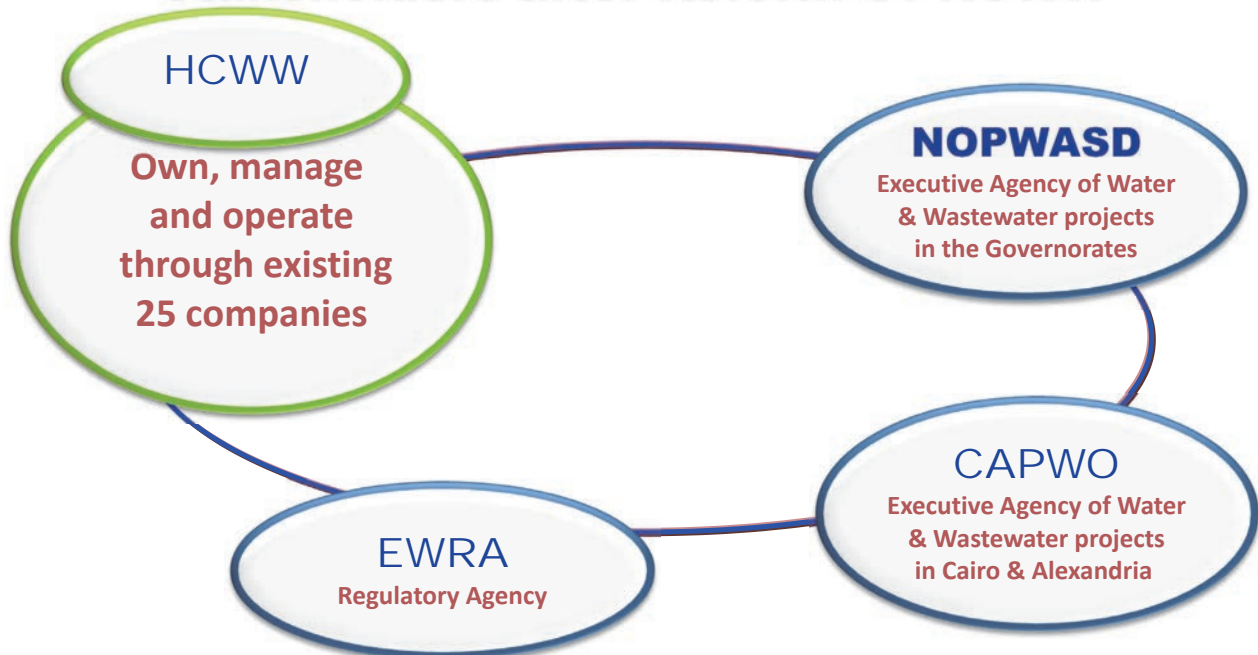 HCWW
Own, manage
and operate
through existing
25 companies
NOPWASD
Executive Agency of Water
& Wastewater projects
in the Governorates
CAPWO
Executive Agency of Water
& Wastewater projects
in Cairo & Alexandria
EWRA
Regulatory Agency